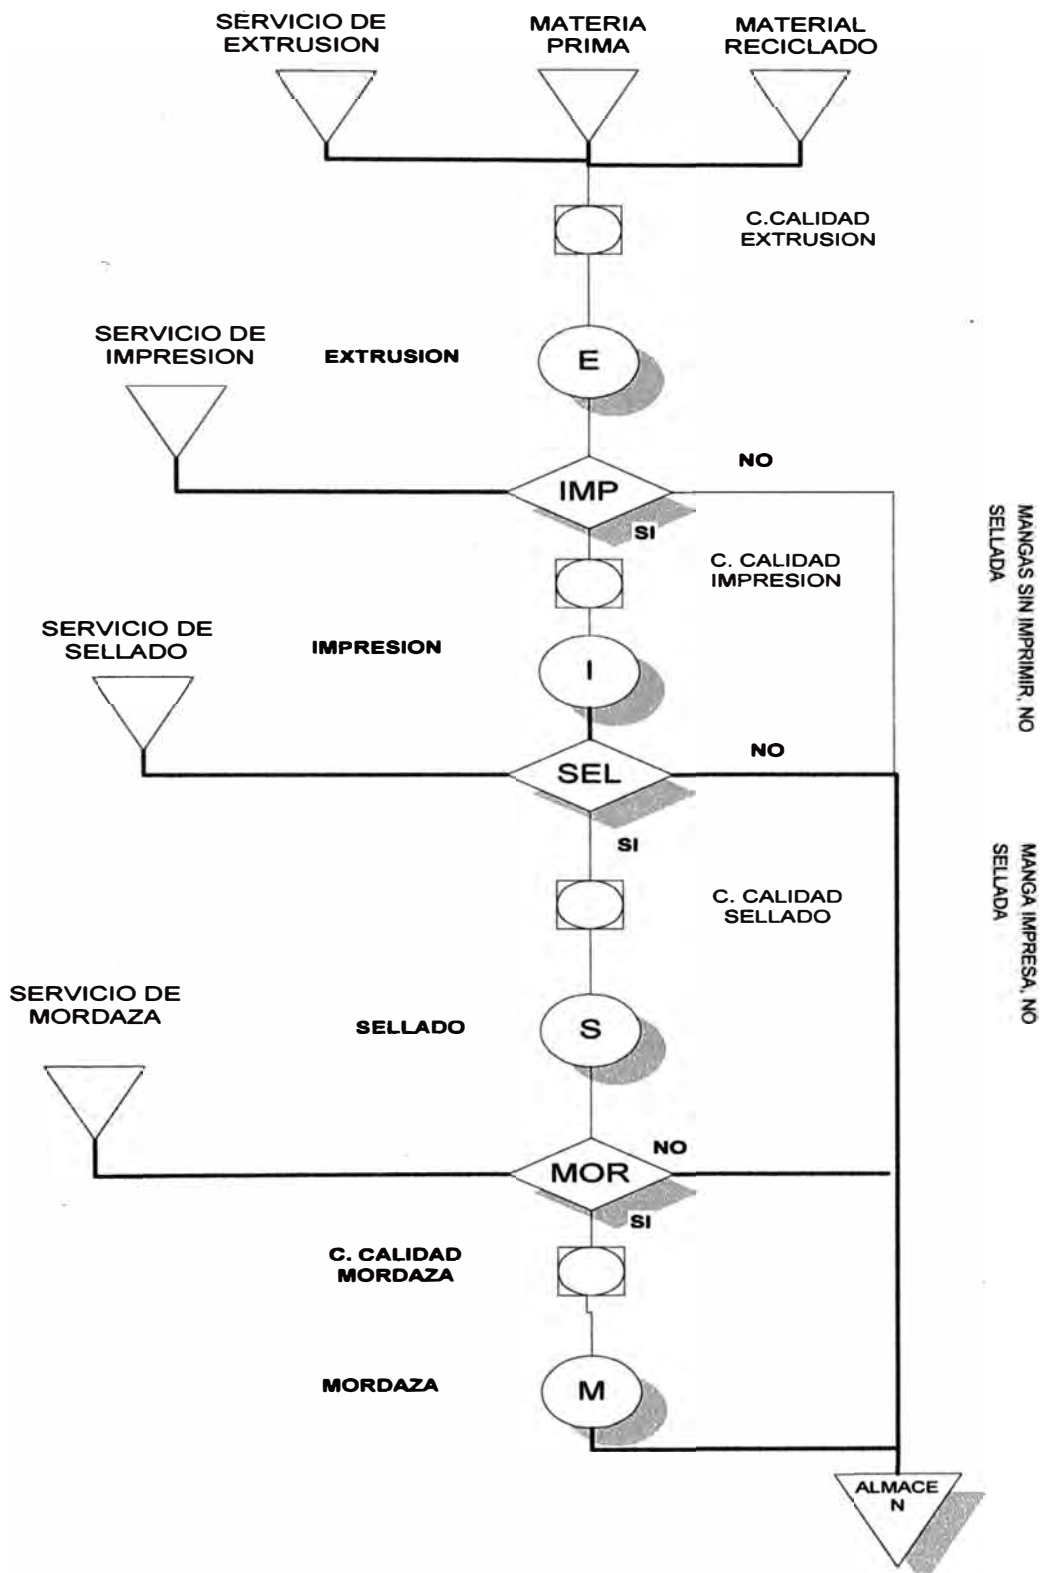 SERVICIO DE
EXTRUSION
MATERIA
PRIMA
MATERIAL
RECICLADO
C.CALIDAD
EXTRUSION
SERVICIO DE
IMPRESION
EXTRUSION
E
IMP
NO
SI
MANGAS SIN IMPRIMIR, NO
SELLADA
C. CALIDAD
IMPRESION
SERVICIO DE
SELLADO
IMPRESION
I
SEL
NO
SI
MANGA IMPRESA, NO
SELLADA
C. CALIDAD
SELLADO
SERVICIO DE
MORDAZA
SELLADO
S
MOR
NO
SI
C. CALIDAD
MORDAZA
MORDAZA
M
ALMACE
N